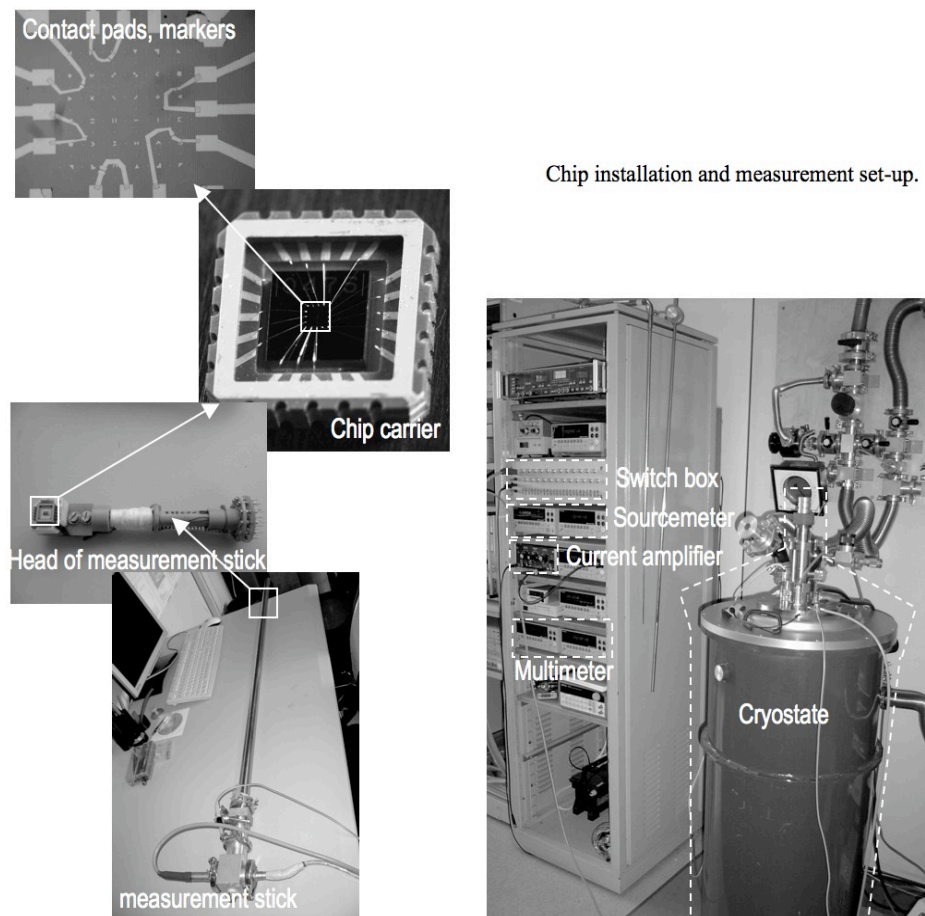 Contact pads, markers
Chip installation and measurement set-up.
Chip carrier
Switch box
Sourcemeter
Current amplifier
Head of measurement stick
Multimeter
Cryostate
measurement stick